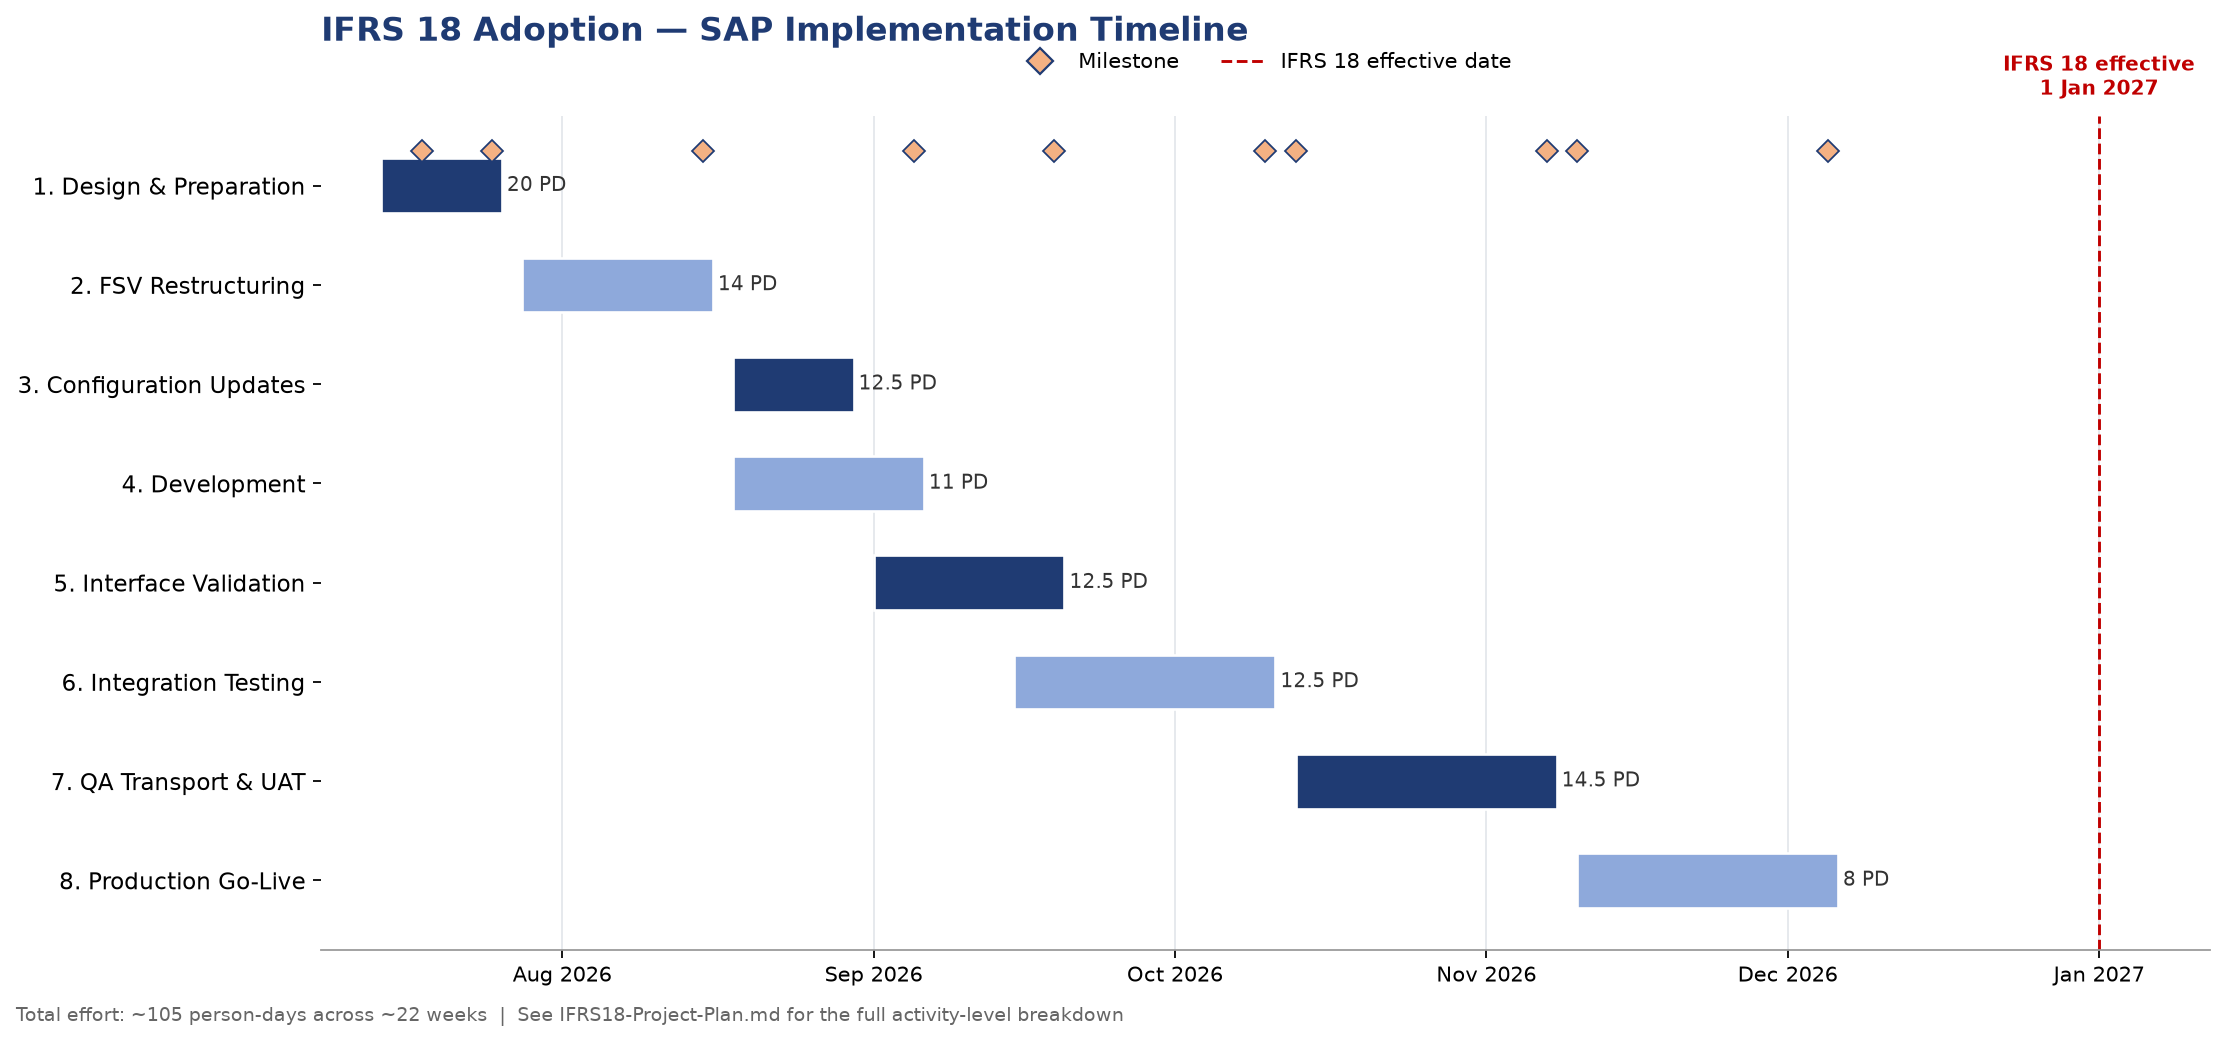 IFRS 18 Adoption — SAP Implementation Timeline
Milestone
IFRS 18 effective date
IFRS 18 effective
1 Jan 2027
1. Design & Preparation
20 PD
2. FSV Restructuring
14 PD
3. Configuration Updates
12.5 PD
4. Development
11 PD
5. Interface Validation
12.5 PD
6. Integration Testing
12.5 PD
7. QA Transport & UAT
14.5 PD
8. Production Go-Live
8 PD
Aug 2026
Sep 2026
Oct 2026
Nov 2026
Dec 2026
Jan 2027
Total effort: ~105 person-days across ~22 weeks | See IFRS18-Project-Plan.md for the full activity-level breakdown